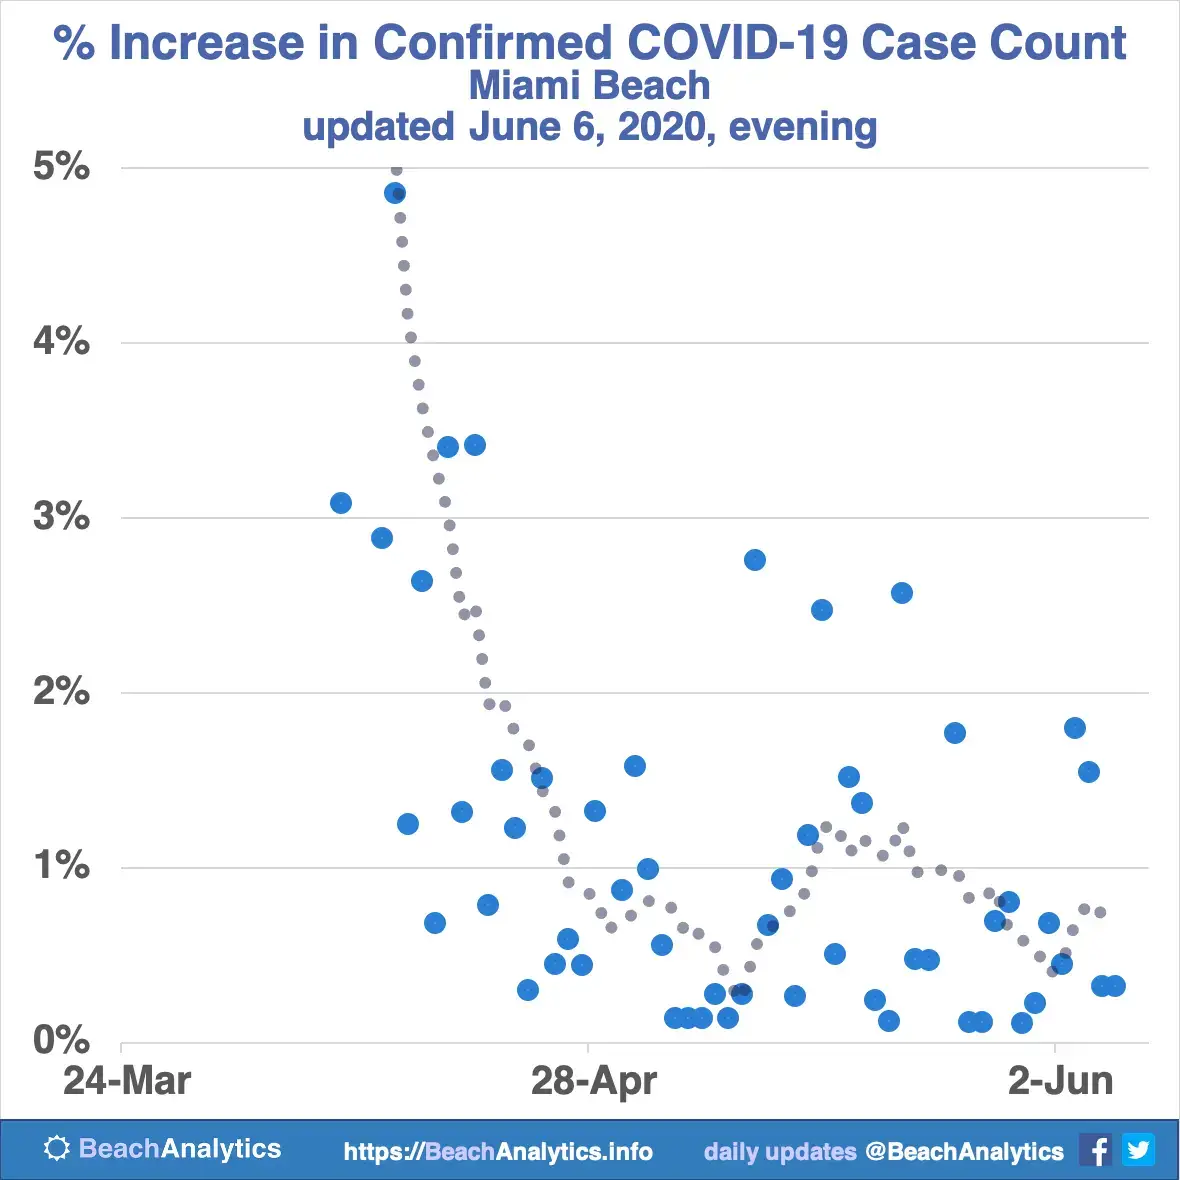 % Increase in Confirmed COVID-19 Case Count
Miami Beach
updated June 6, 2020, evening
5%
4%
3%
2%
1%
0%
24-Mar 28-Apr 2-Jun
BeachAnalytics https://BeachAnalytics.info daily updates @BeachAnalytics f